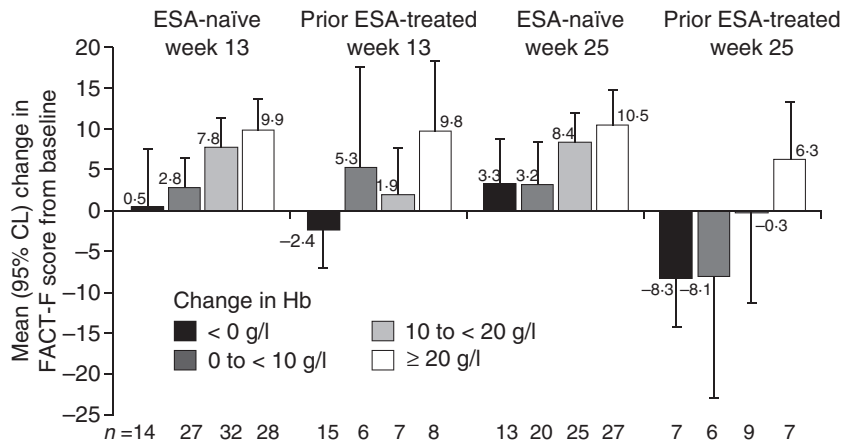 ESA-naïve week 13
Prior ESA-treated week 13
ESA-naïve week 25
Prior ESA-treated week 25
Mean (95% CL) change in
FACT-F score from baseline
20
15
10
5
0
−5
−10
−15
−20
−25
0·5
2·8
7·8
9·9
−2·4
5·3
1·9
9·8
3·3
3·2
8·4
10·5
−8·3
−8·1
−0·3
6·3
Change in Hb
< 0 g/l
0 to < 10 g/l
10 to < 20 g/l
≥ 20 g/l
n =14 27 32 28 15 6 7 8 13 20 25 27 7 6 9 7